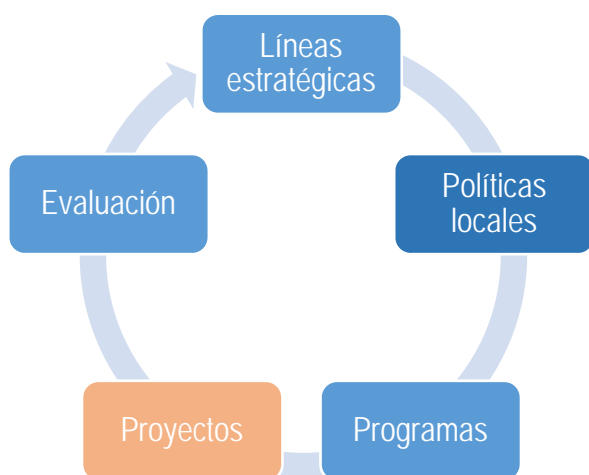 Líneas
estratégicas
Políticas
locales
Programas
Proyectos
Evaluación